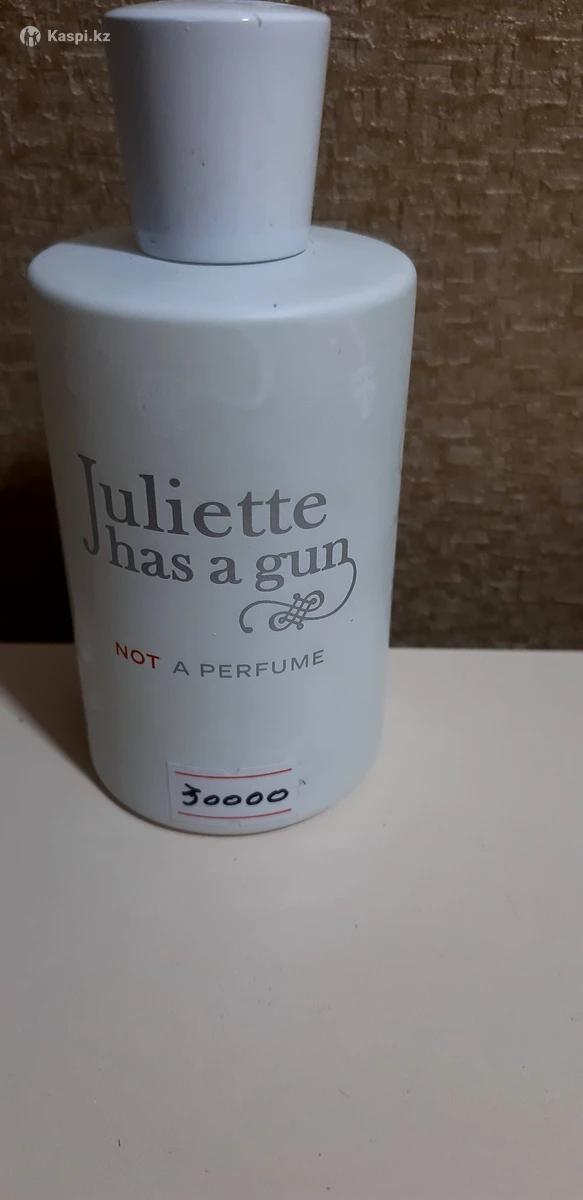 Kaspi.kz
Juliette
has a gun
NOT A PERFUME
30000